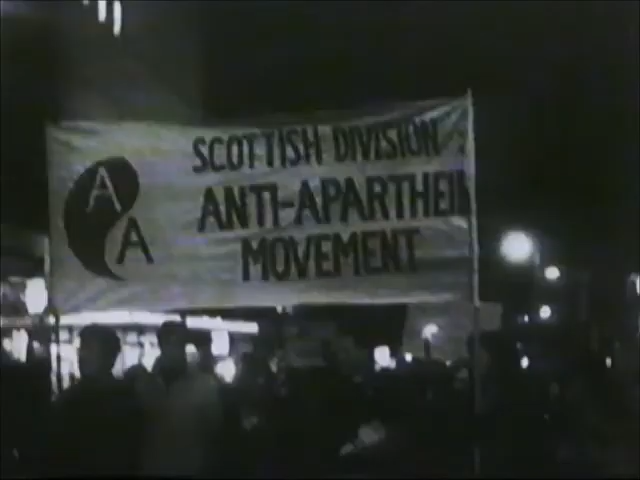 A
A
SCOTTISH DIVISION
ANTI-APARTHEI
MOVEMENT